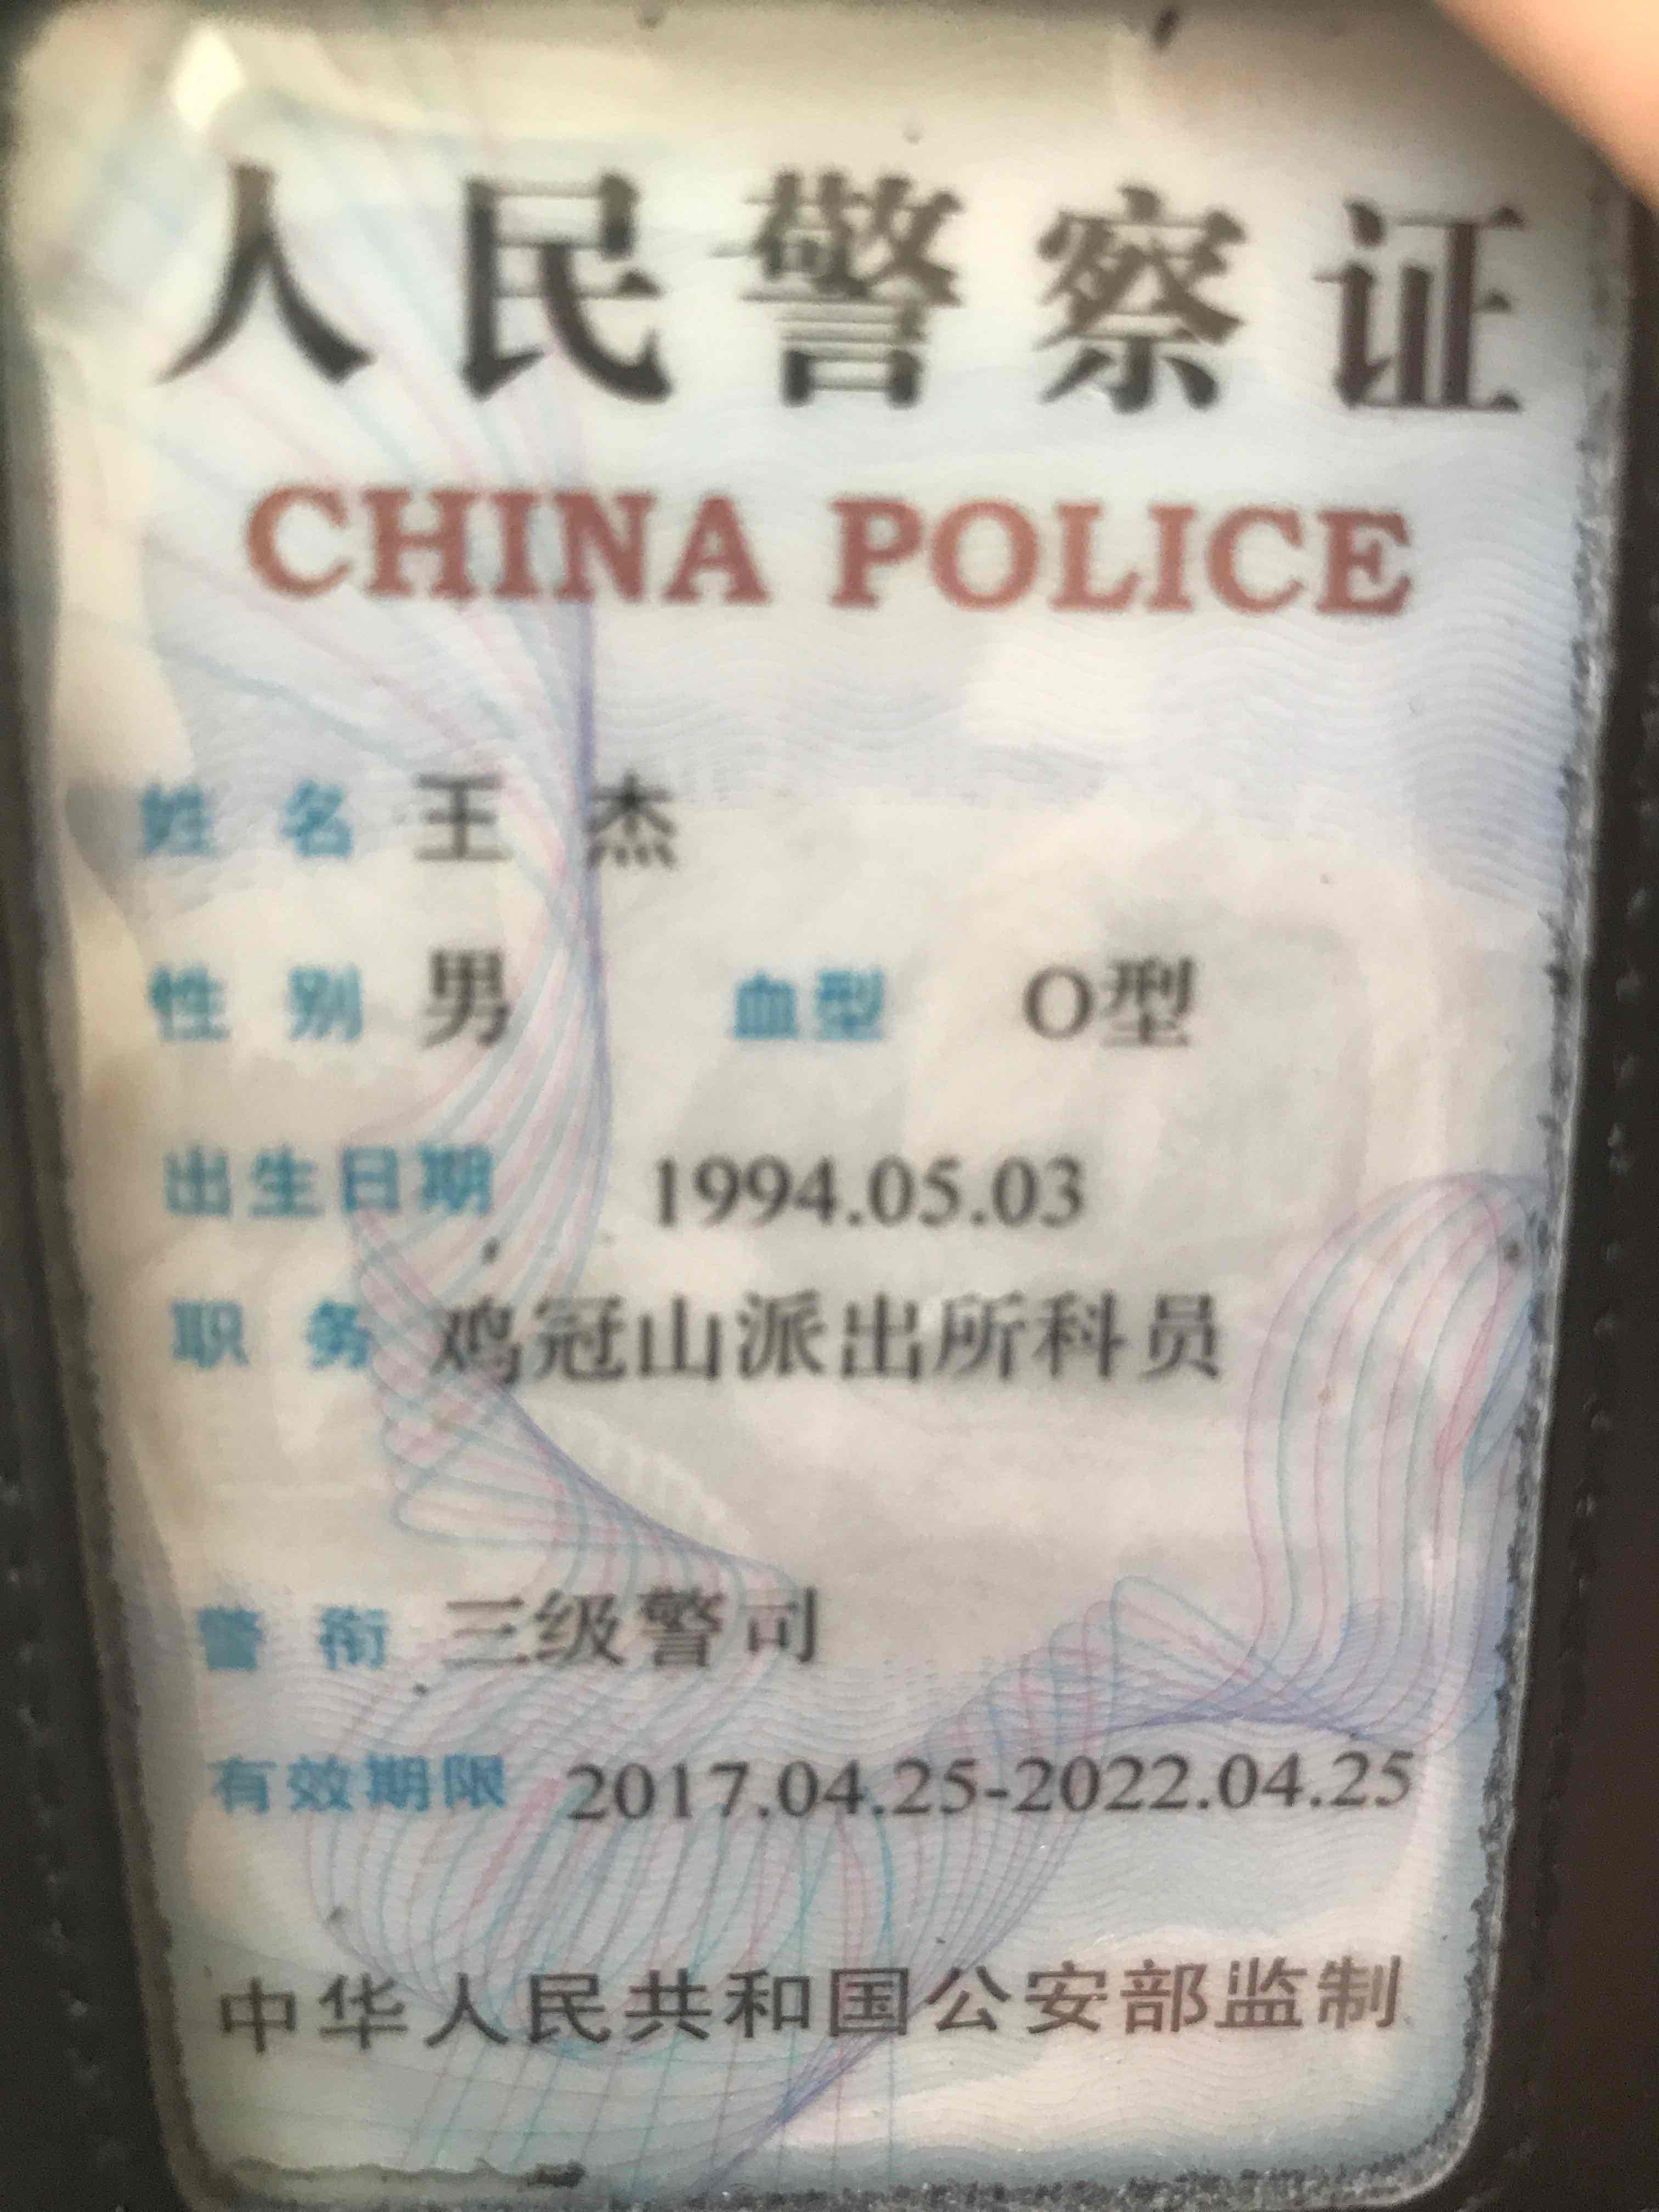 人民警察证
CHINA POLICE
姓名 王杰
性别 男 血型 O型
出生日期 1994.05.03
职务 鸡冠山派出所科员
警衔 三级警司
有效期限 2017.04.25-2022.04.25
中华人民共和国公安部监制